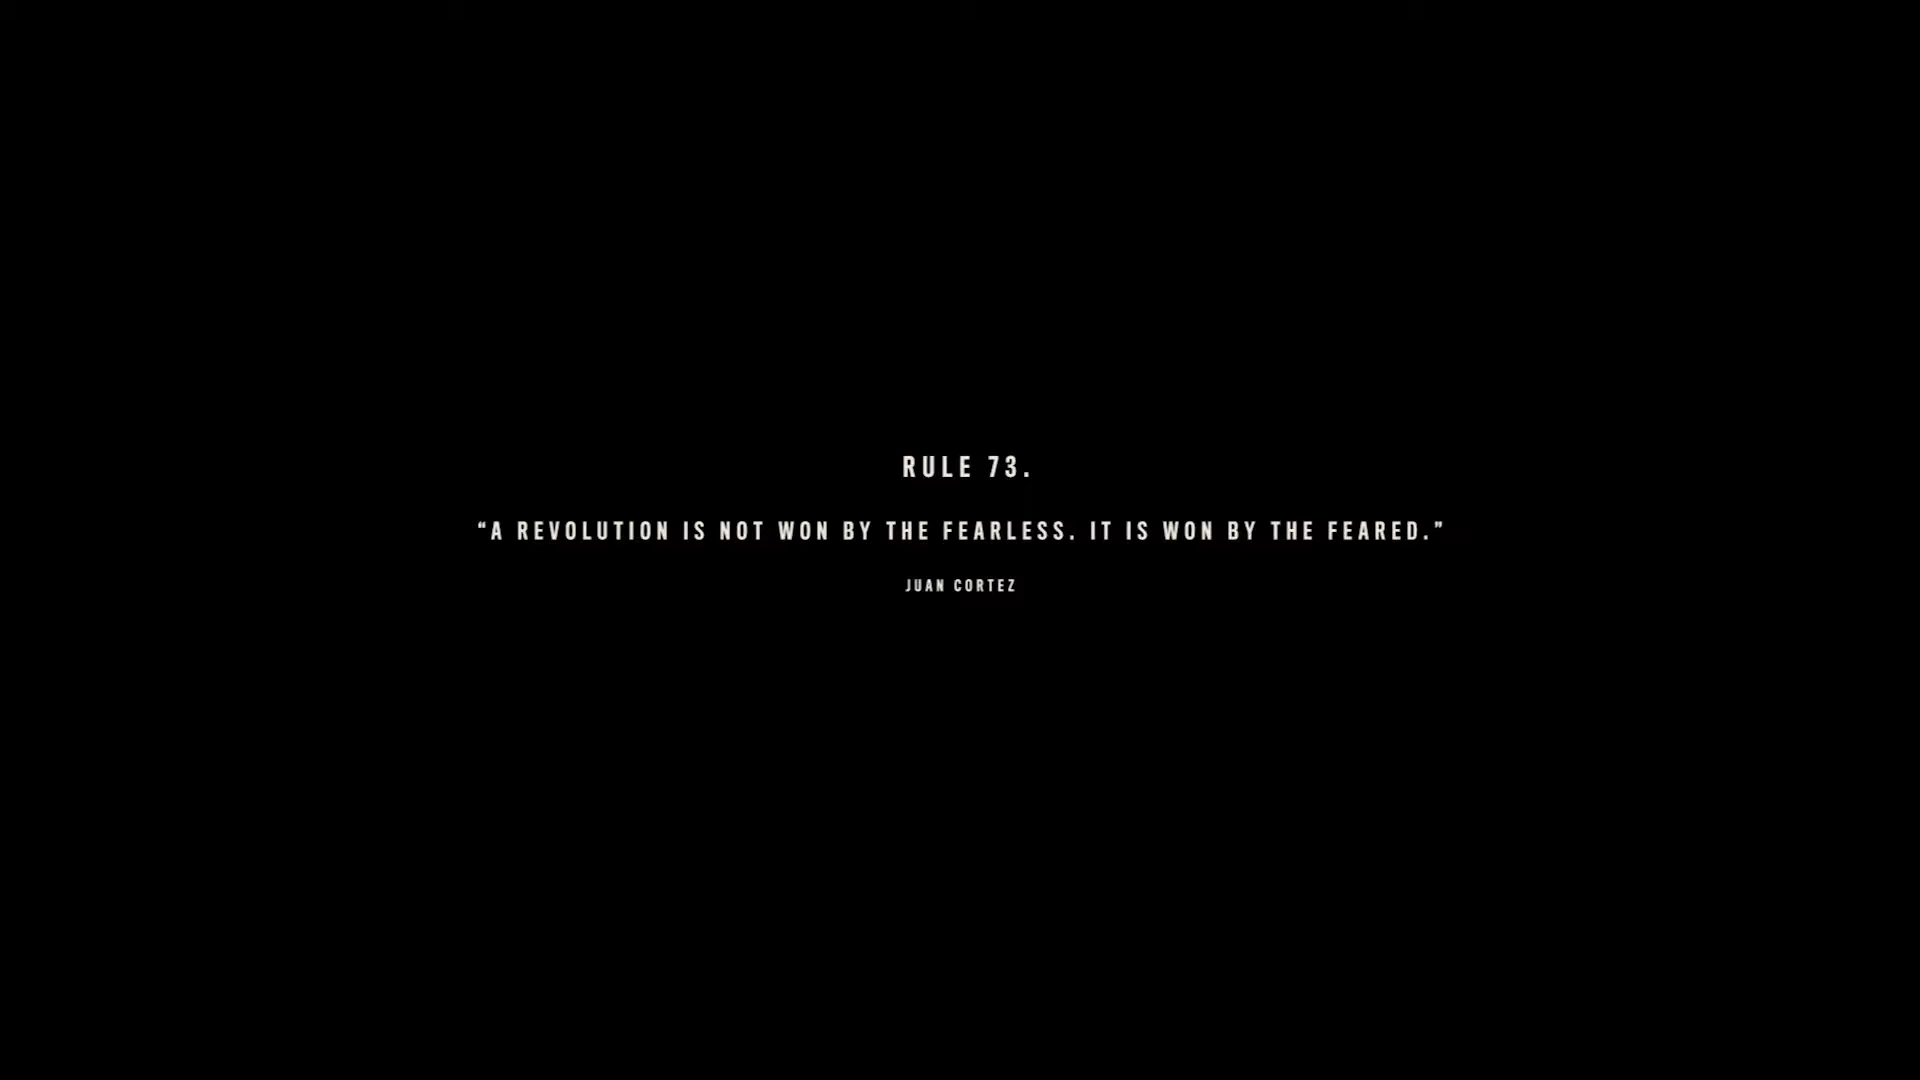 RULE 73.
“A REVOLUTION IS NOT WON BY THE FEARLESS. IT IS WON BY THE FEARED.”
JUAN CORTEZ